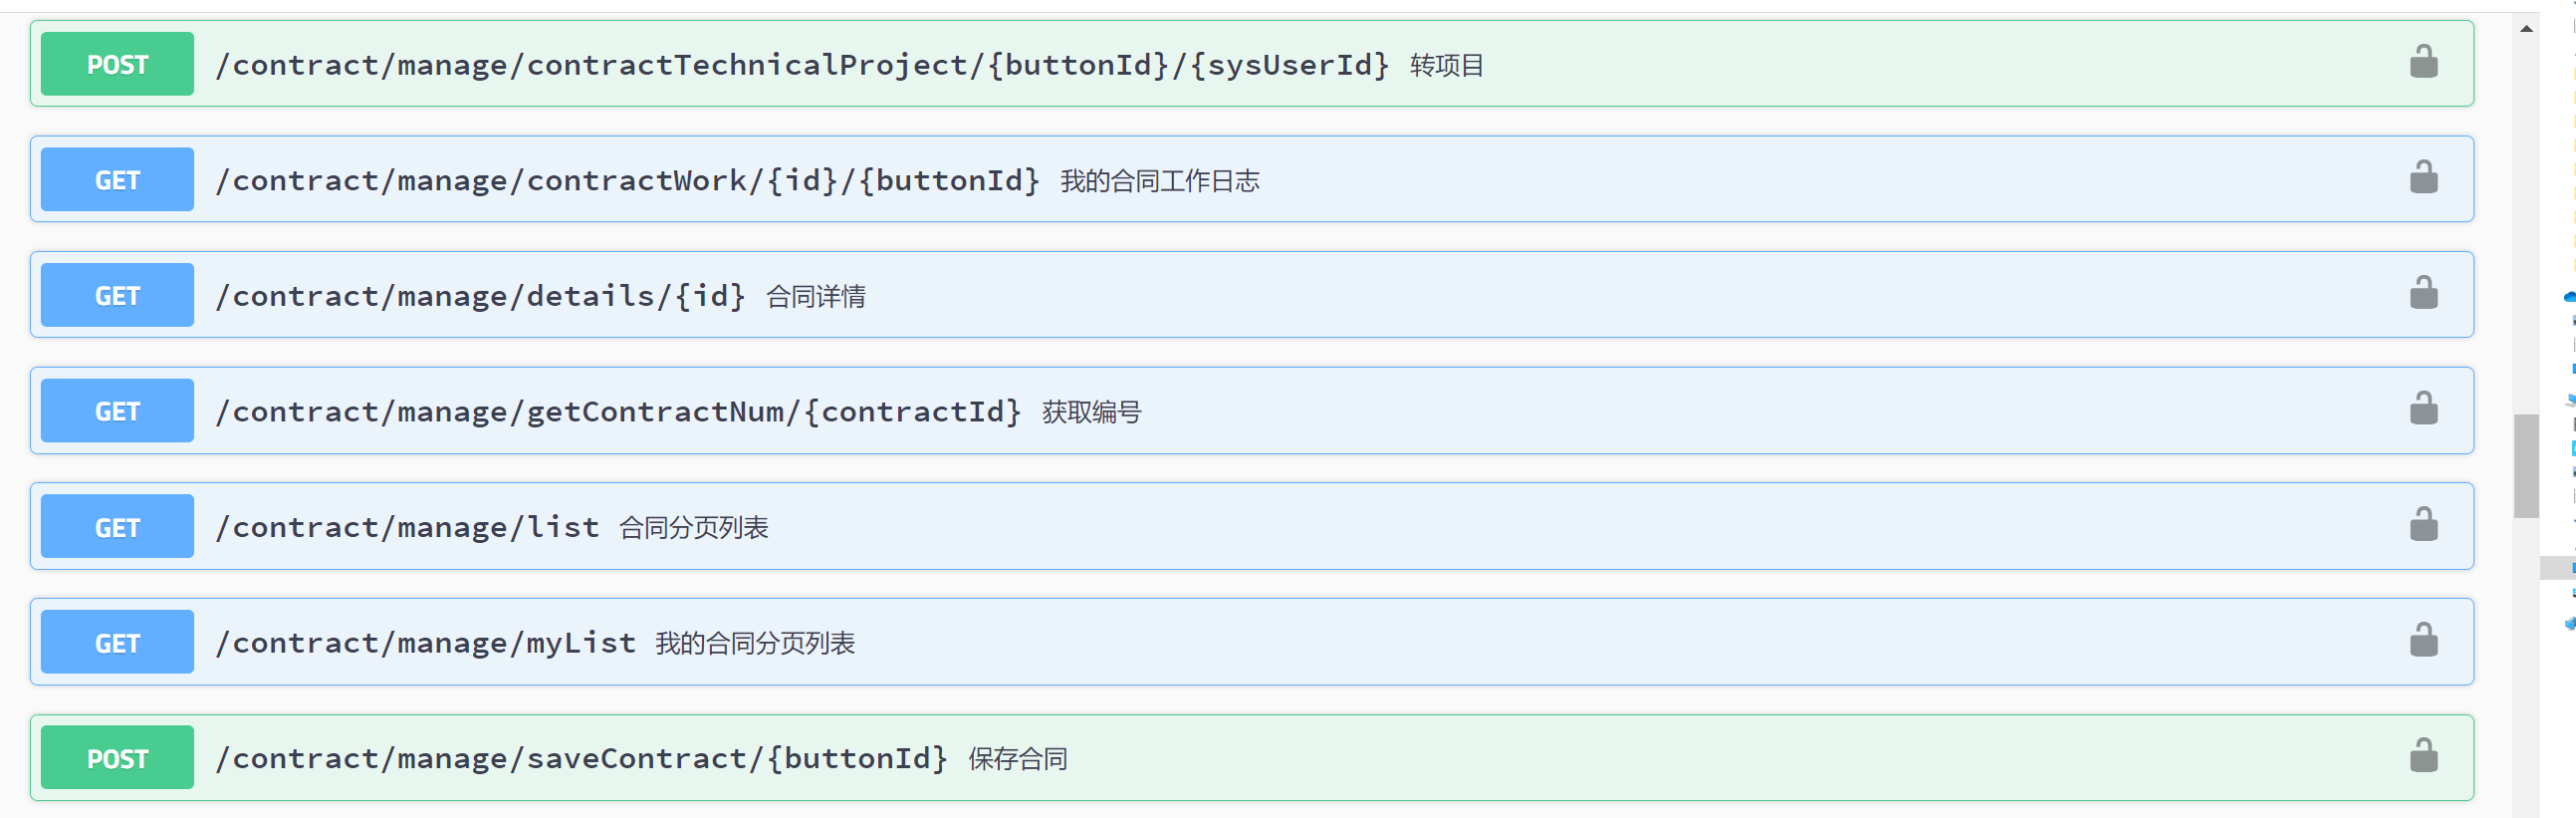 POST /contract/manage/contractTechnicalProject/{buttonId}/{sysUserId} 转项目
GET /contract/manage/contractWork/{id}/{buttonId} 我的合同工作日志
GET /contract/manage/details/{id} 合同详情
GET /contract/manage/getContractNum/{contractId} 获取编号
GET /contract/manage/list 合同分页列表
GET /contract/manage/myList 我的合同分页列表
POST /contract/manage/saveContract/{buttonId} 保存合同